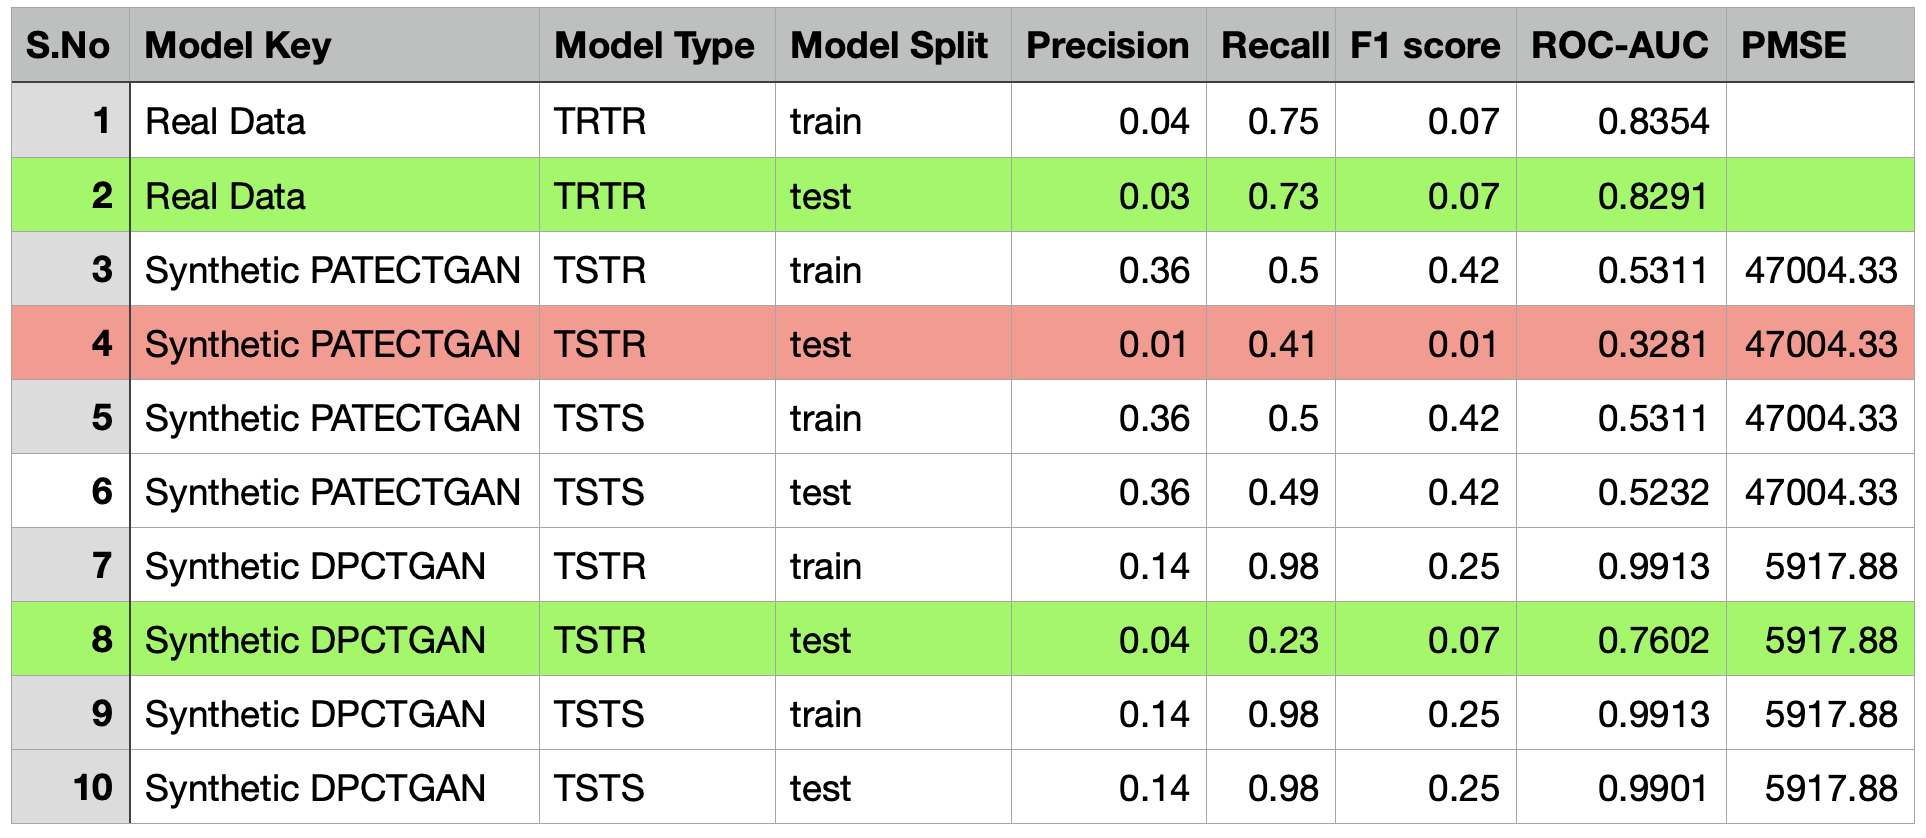 S.No Model Key Model Type Model Split Precision Recall F1 score ROC-AUC PMSE
1 Real Data TRTR train 0.04 0.75 0.07 0.8354
2 Real Data TRTR test 0.03 0.73 0.07 0.8291
3 Synthetic PATECTGAN TSTR train 0.36 0.5 0.42 0.5311 47004.33
4 Synthetic PATECTGAN TSTR test 0.01 0.41 0.01 0.3281 47004.33
5 Synthetic PATECTGAN TSTS train 0.36 0.5 0.42 0.5311 47004.33
6 Synthetic PATECTGAN TSTS test 0.36 0.49 0.42 0.5232 47004.33
7 Synthetic DPCTGAN TSTR train 0.14 0.98 0.25 0.9913 5917.88
8 Synthetic DPCTGAN TSTR test 0.04 0.23 0.07 0.7602 5917.88
9 Synthetic DPCTGAN TSTS train 0.14 0.98 0.25 0.9913 5917.88
10 Synthetic DPCTGAN TSTS test 0.14 0.98 0.25 0.9901 5917.88